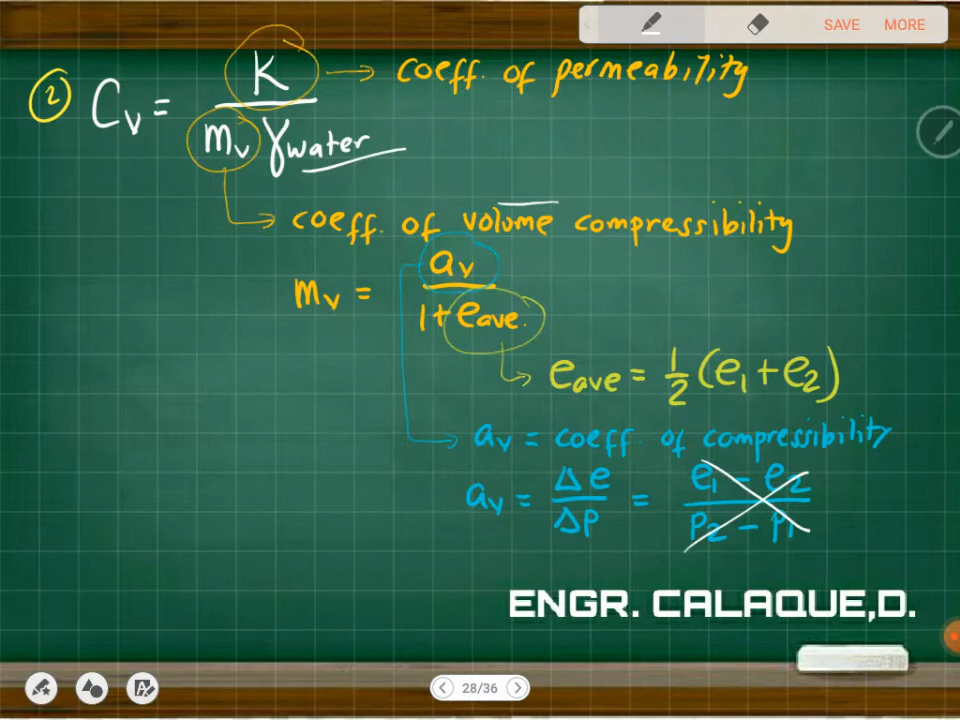 SAVE MORE
② Cv = K / mv γwater
K → coeff. of permeability
mv → coeff. of volume compressibility
mv = av / 1 + eave.
→ eave = 1/2 (e1 + e2)
→ av = coeff. of compressibility
av = Δe / Δp = e1 - e2 / p2 - p1
ENGR. CALAQUE,D.
28/36